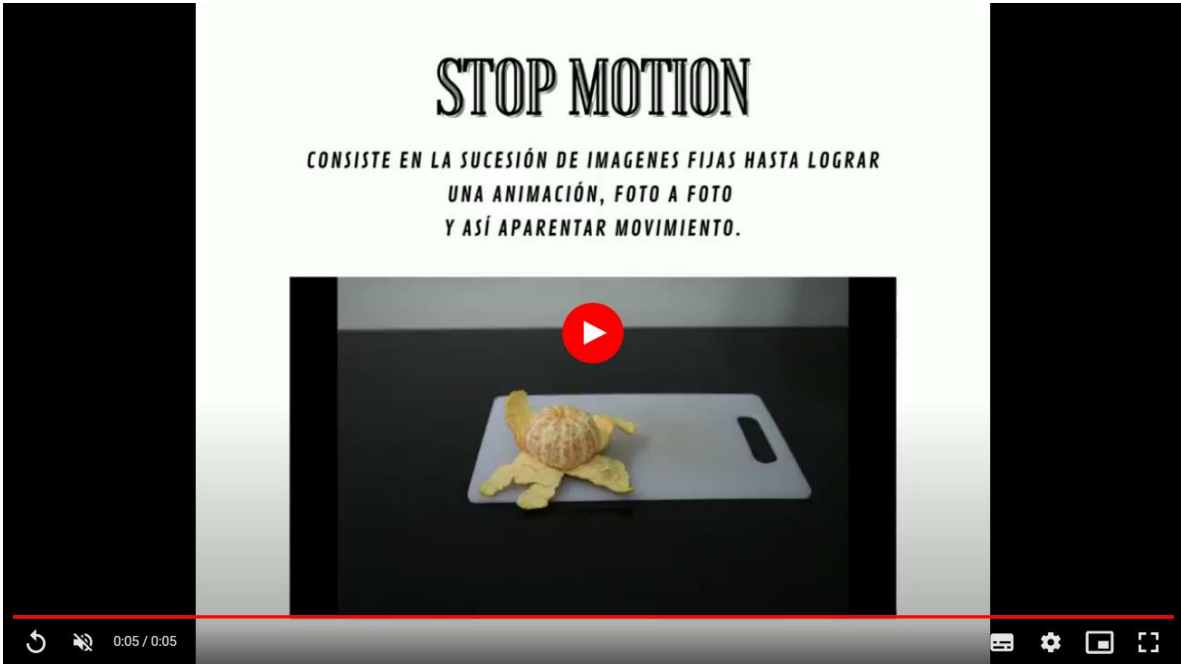 STOP MOTION
CONSISTE EN LA SUCESIÓN DE IMAGENES FIJAS HASTA LOGRAR
UNA ANIMACIÓN, FOTO A FOTO
Y ASÍ APARENTAR MOVIMIENTO.
0:05 / 0:05